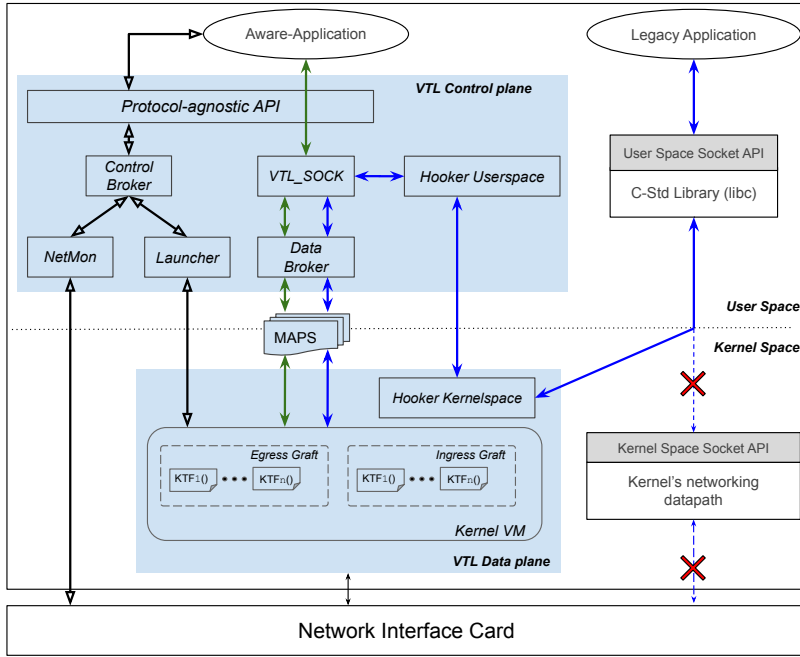 Aware-Application
Legacy Application
VTL Control plane
Protocol-agnostic API
User Space Socket API
Control
Broker
VTL_SOCK
Hooker Userspace
C-Std Library (libc)
NetMon
Launcher
Data
Broker
User Space
MAPS
Kernel Space
Hooker Kernelspace
Egress Graft
Ingress Graft
Kernel Space Socket API
KTF1()
KTFn()
KTF1()
KTFn()
Kernel's networking
datapath
Kernel VM
VTL Data plane
Network Interface Card